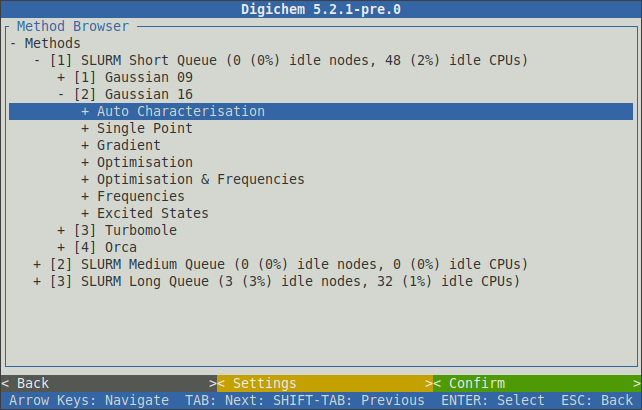 Digichem 5.2.1-pre.0
Method Browser
- Methods
- [1] SLURM Short Queue (0 (0%) idle nodes, 48 (2%) idle CPUs)
+ [1] Gaussian 09
- [2] Gaussian 16
+ Auto Characterisation
+ Single Point
+ Gradient
+ Optimisation
+ Optimisation & Frequencies
+ Frequencies
+ Excited States
+ [3] Turbomole
+ [4] Orca
+ [2] SLURM Medium Queue (0 (0%) idle nodes, 0 (0%) idle CPUs)
+ [3] SLURM Long Queue (3 (3%) idle nodes, 32 (1%) idle CPUs)
< Back >< Settings >< Confirm >
Arrow Keys: Navigate TAB: Next: SHIFT-TAB: Previous ENTER: Select ESC: Back